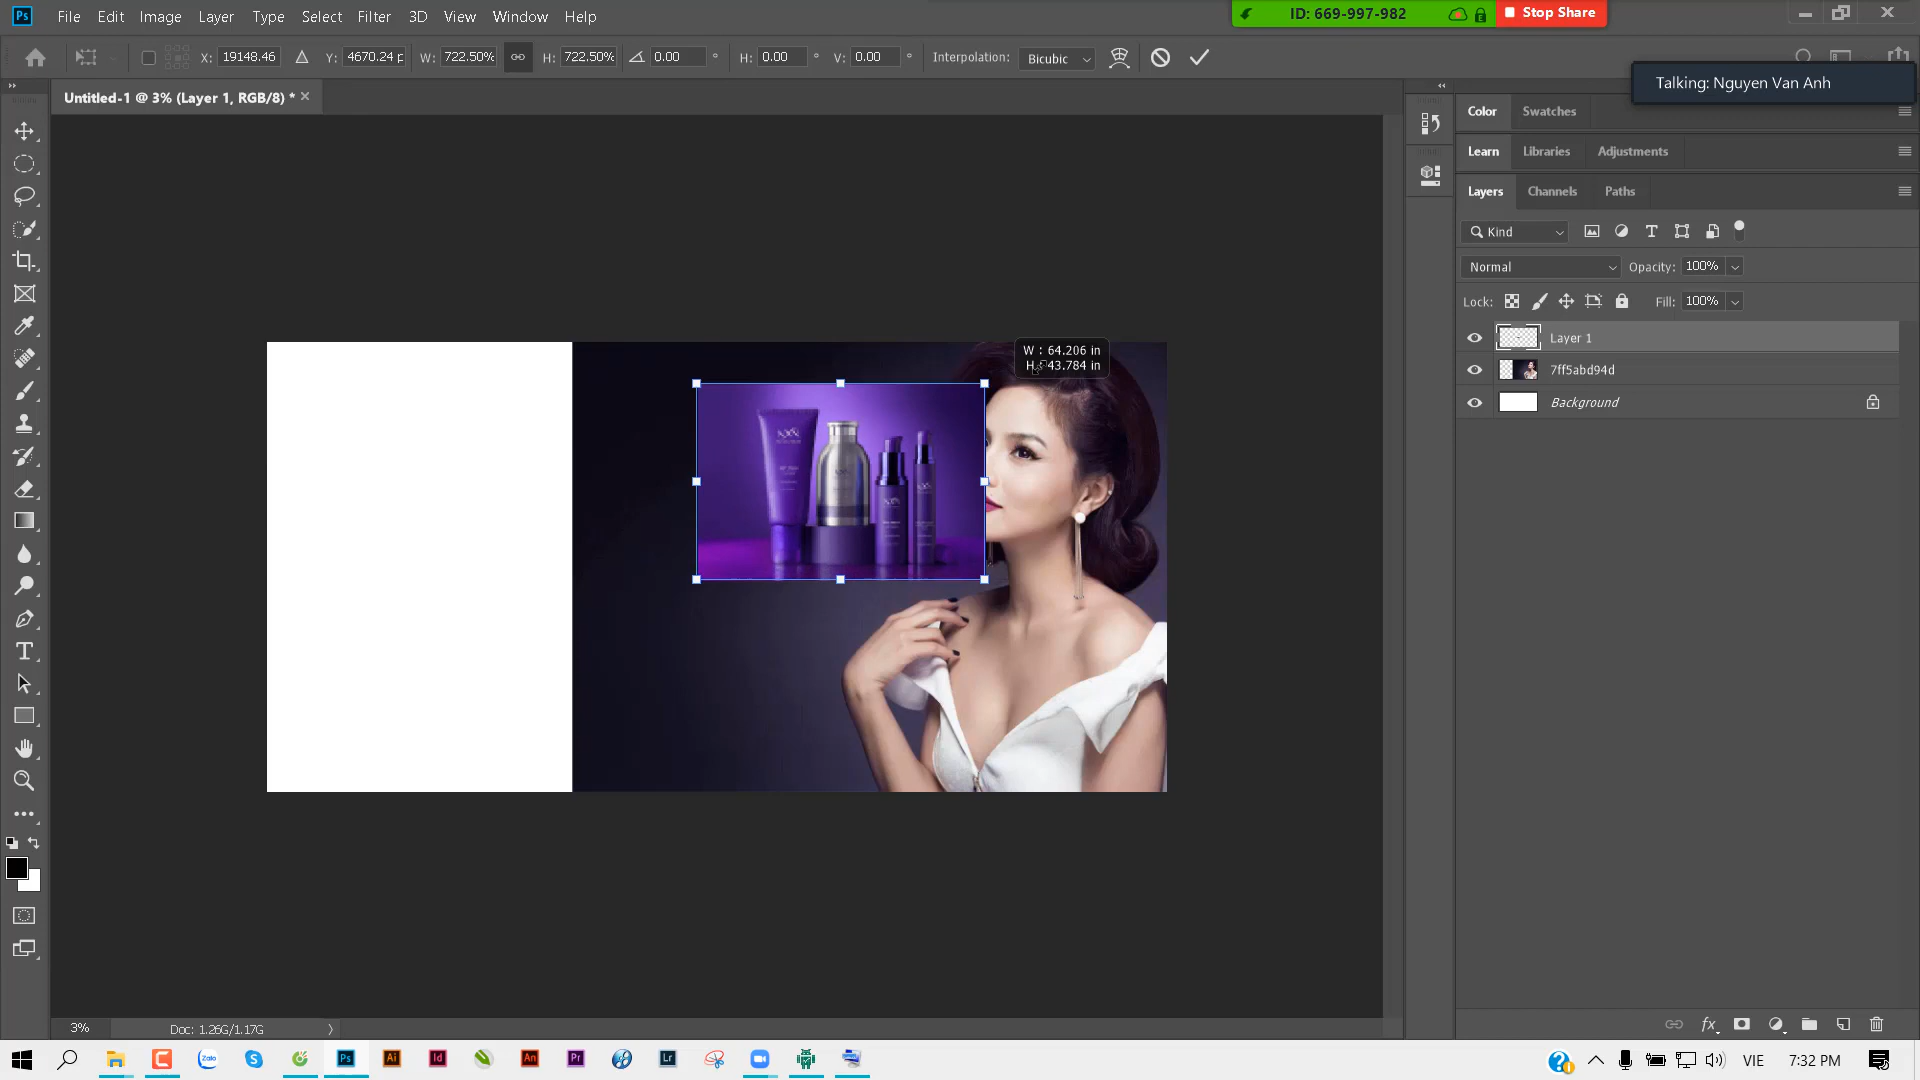 File Edit Image Layer Type Select Filter 3D View Window Help
ID: 669-997-982 Stop Share
X: 19148.46 Y: 4670.24 p W: 722.50% H: 722.50% 0.00 ° H: 0.00 ° V: 0.00 ° Interpolation: Bicubic
Talking: Nguyen Van Anh
Untitled-1 @ 3% (Layer 1, RGB/8) *
Color Swatches
Learn Libraries Adjustments
Layers Channels Paths
Kind
Normal Opacity: 100%
Lock: Fill: 100%
Layer 1
7ff5abd94d
Background
W : 64.206 in
H : 43.784 in
3% Doc: 1.26G/1.17G
VIE 7:32 PM